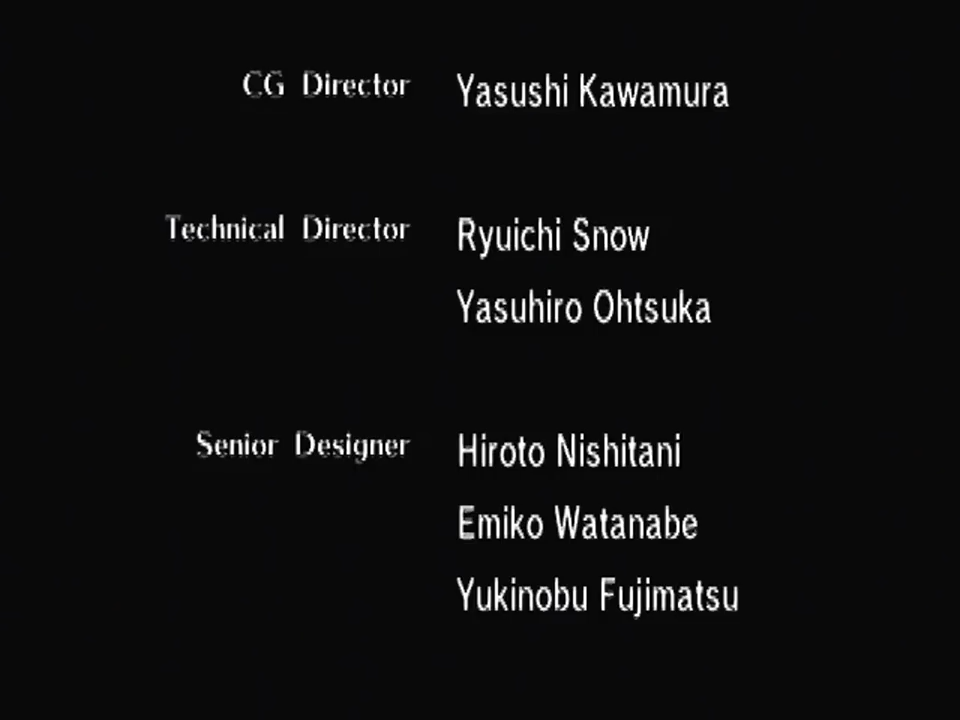 CG Director Yasushi Kawamura
Technical Director Ryuichi Snow
Yasuhiro Ohtsuka
Senior Designer Hiroto Nishitani
Emiko Watanabe
Yukinobu Fujimatsu